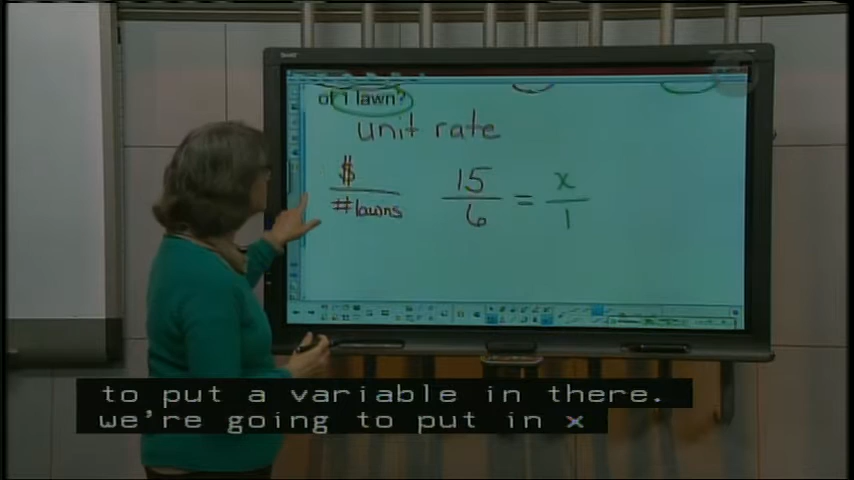 of 1 lawn?
unit rate
$ 15 = x
#lawns 6 1
to put a variable in there.
we're going to put in x